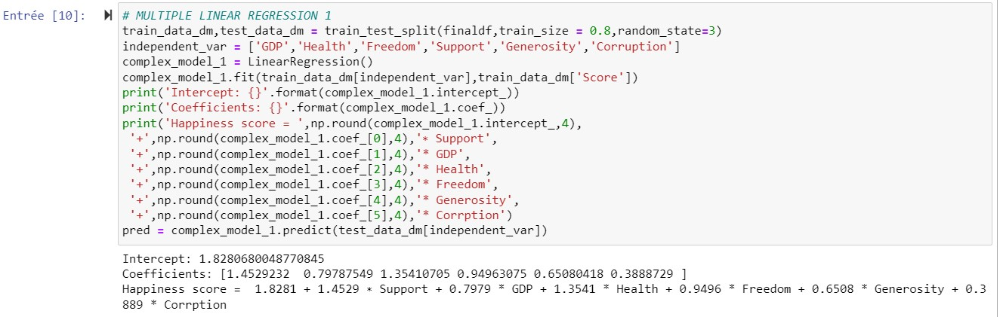 Entrée [10]:
# MULTIPLE LINEAR REGRESSION 1
train_data_dm,test_data_dm = train_test_split(finaldf,train_size = 0.8,random_state=3)
independent_var = ['GDP','Health','Freedom','Support','Generosity','Corruption']
complex_model_1 = LinearRegression()
complex_model_1.fit(train_data_dm[independent_var],train_data_dm['Score'])
print('Intercept: {}'.format(complex_model_1.intercept_))
print('Coefficients: {}'.format(complex_model_1.coef_))
print('Happiness score = ',np.round(complex_model_1.intercept_,4),
'+',np.round(complex_model_1.coef_[0],4),'∗ Support',
'+',np.round(complex_model_1.coef_[1],4),'* GDP',
'+',np.round(complex_model_1.coef_[2],4),'* Health',
'+',np.round(complex_model_1.coef_[3],4),'* Freedom',
'+',np.round(complex_model_1.coef_[4],4),'* Generosity',
'+',np.round(complex_model_1.coef_[5],4),'* Corrption')
pred = complex_model_1.predict(test_data_dm[independent_var])
Intercept: 1.8280680048770845
Coefficients: [1.4529232  0.79787549 1.35410705 0.94963075 0.65080418 0.3888729 ]
Happiness score =  1.8281 + 1.4529 ∗ Support + 0.7979 * GDP + 1.3541 * Health + 0.9496 * Freedom + 0.6508 * Generosity + 0.3
889 * Corrption